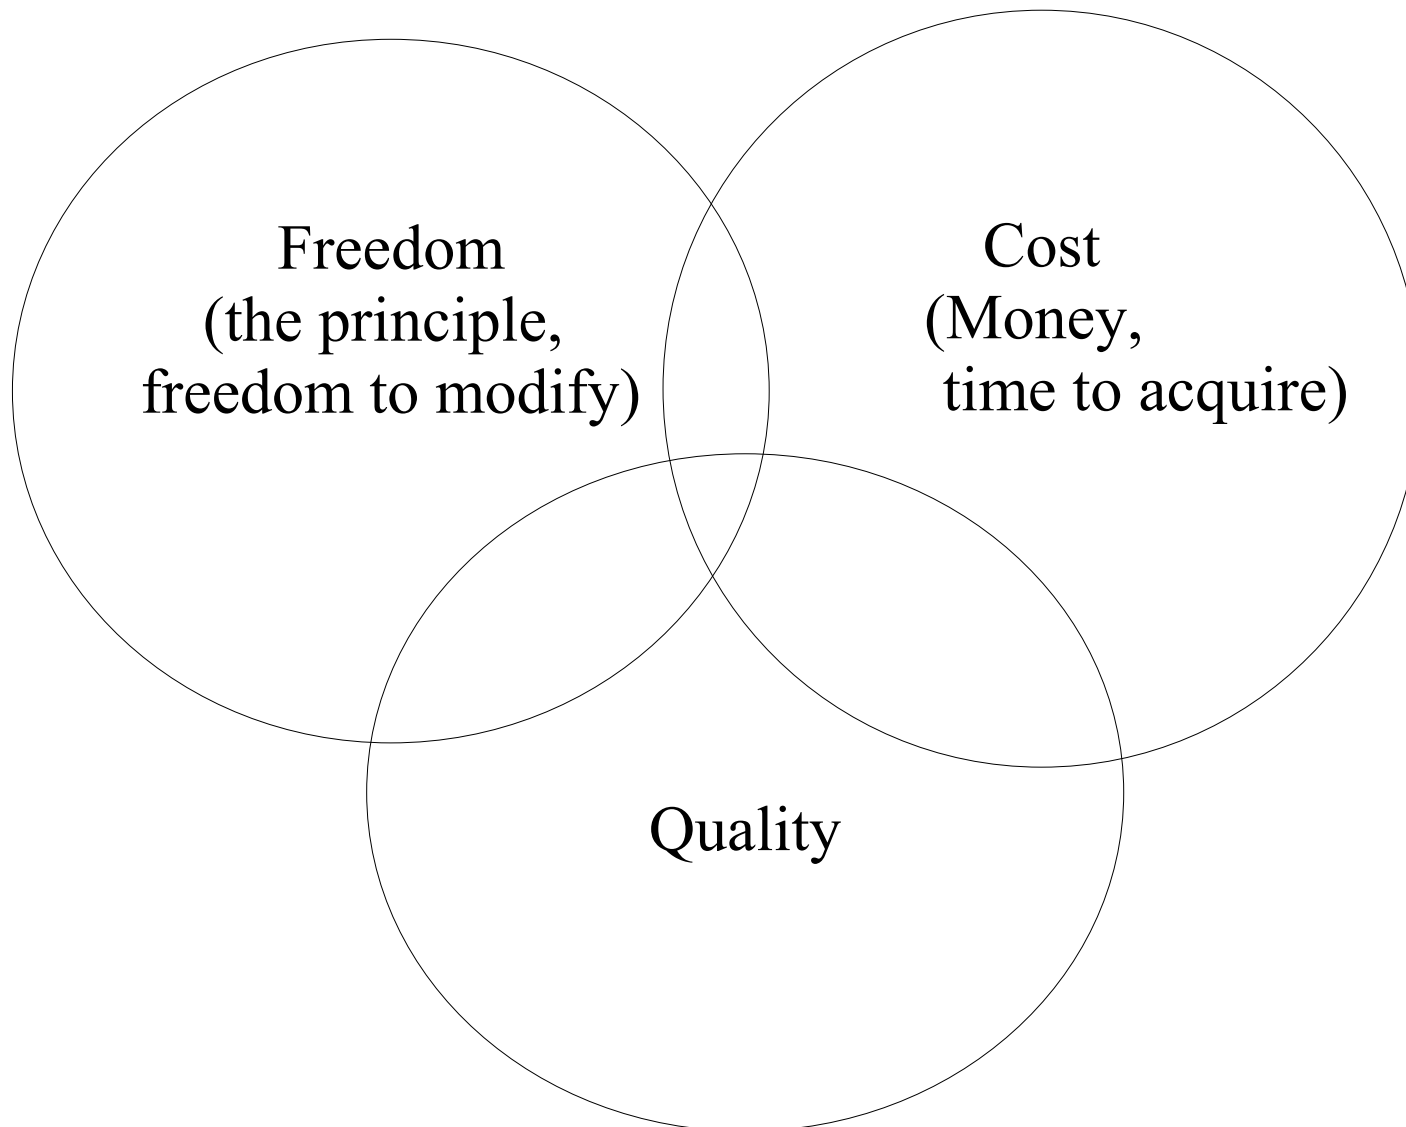 Freedom
(the principle,
freedom to modify)
Cost
(Money,
time to acquire)
Quality